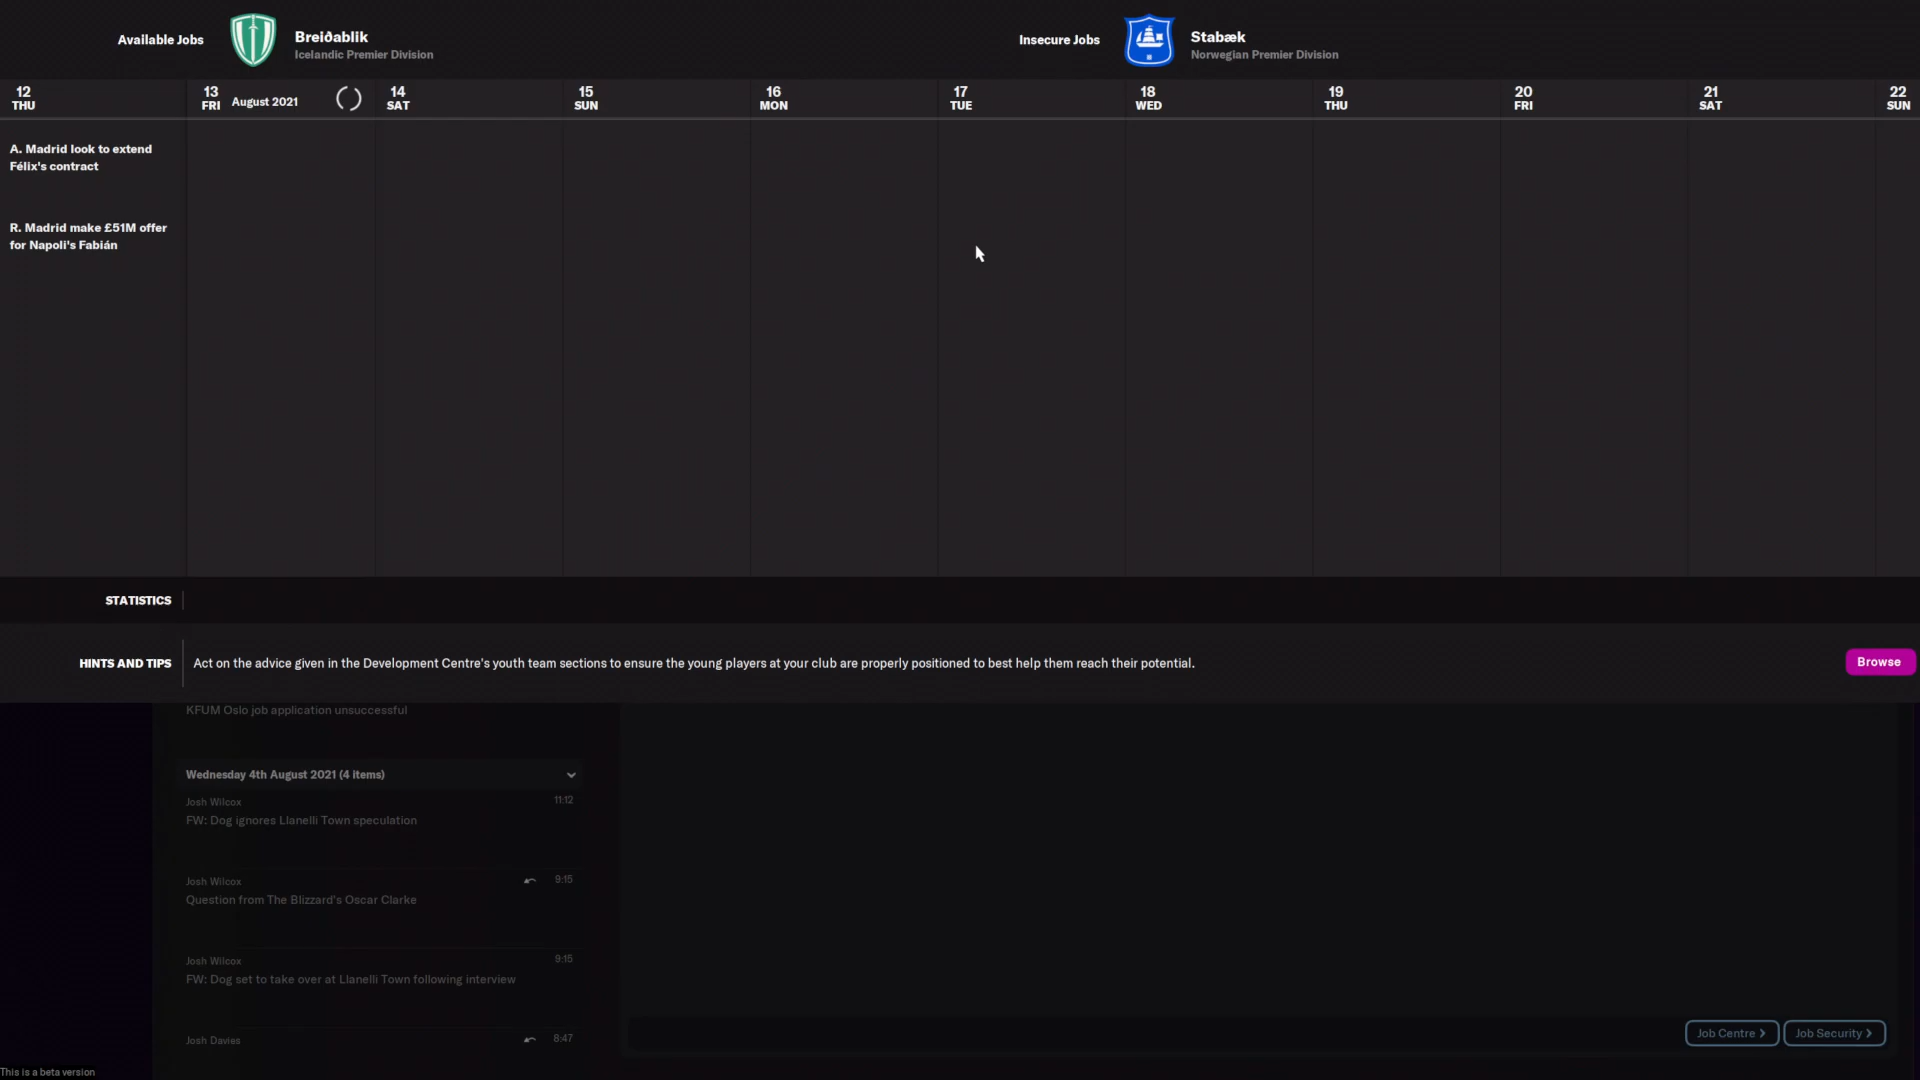 Available Jobs
Breiðablik
Icelandic Premier Division
Insecure Jobs
Stabæk
Norwegian Premier Division
12
THU
13
FRI
August 2021
14
SAT
15
SUN
16
MON
17
TUE
18
WED
19
THU
20
FRI
21
SAT
22
SUN
A. Madrid look to extend
Félix's contract
R. Madrid make £51M offer
for Napoli's Fabián
STATISTICS
HINTS AND TIPS
Act on the advice given in the Development Centre's youth team sections to ensure the young players at your club are properly positioned to best help them reach their potential.
Browse
KFUM Oslo job application unsuccessful
Wednesday 4th August 2021 (4 items)
Josh Wilcox
11:12
FW: Dog ignores Llanelli Town speculation
Josh Wilcox
9:15
Question from The Blizzard's Oscar Clarke
Josh Wilcox
9:15
FW: Dog set to take over at Llanelli Town following interview
Josh Davies
8:47
Job Centre >
Job Security >
This is a beta version